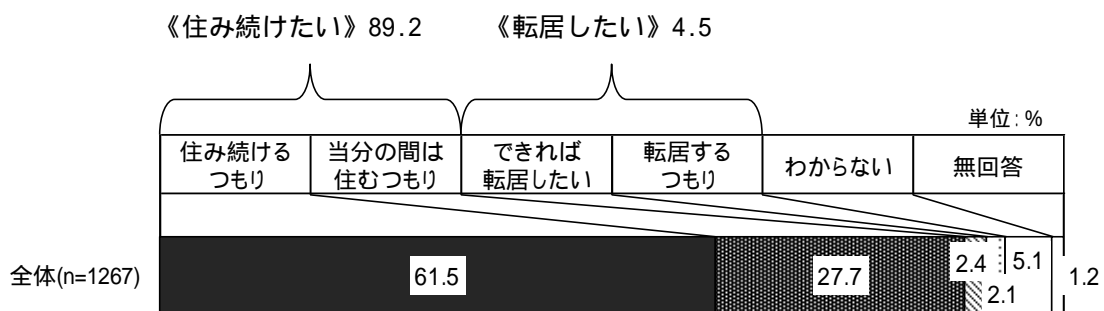 《住み続けたい》89.2 《転居したい》4.5
単位：%
住み続ける
つもり
当分の間は
住むつもり
できれば
転居したい
転居する
つもり
わからない
無回答
全体(n=1267)
61.5
27.7
2.4
2.1
5.1
1.2